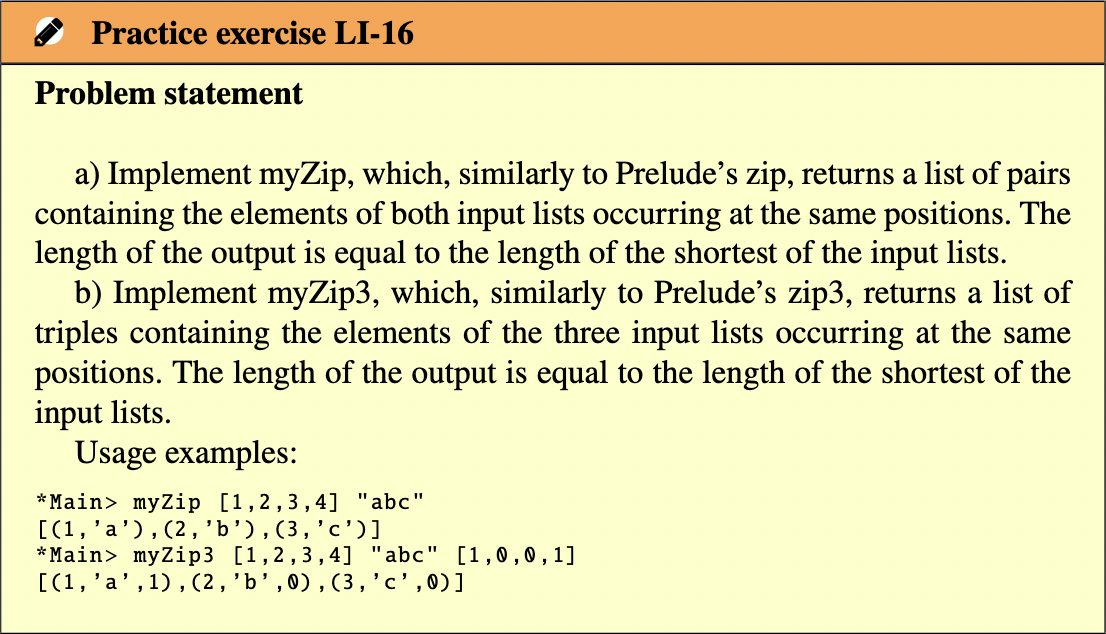 Practice exercise LI-16
Problem statement
a) Implement myZip, which, similarly to Prelude’s zip, returns a list of pairs
containing the elements of both input lists occurring at the same positions. The
length of the output is equal to the length of the shortest of the input lists.
b) Implement myZip3, which, similarly to Prelude’s zip3, returns a list of
triples containing the elements of the three input lists occurring at the same
positions. The length of the output is equal to the length of the shortest of the
input lists.
Usage examples:
*Main> myZip [1,2,3,4] "abc"
[(1,’a’),(2,’b’),(3,’c’)]
*Main> myZip3 [1,2,3,4] "abc" [1,0,0,1]
[(1,’a’,1),(2,’b’,0),(3,’c’,0)]